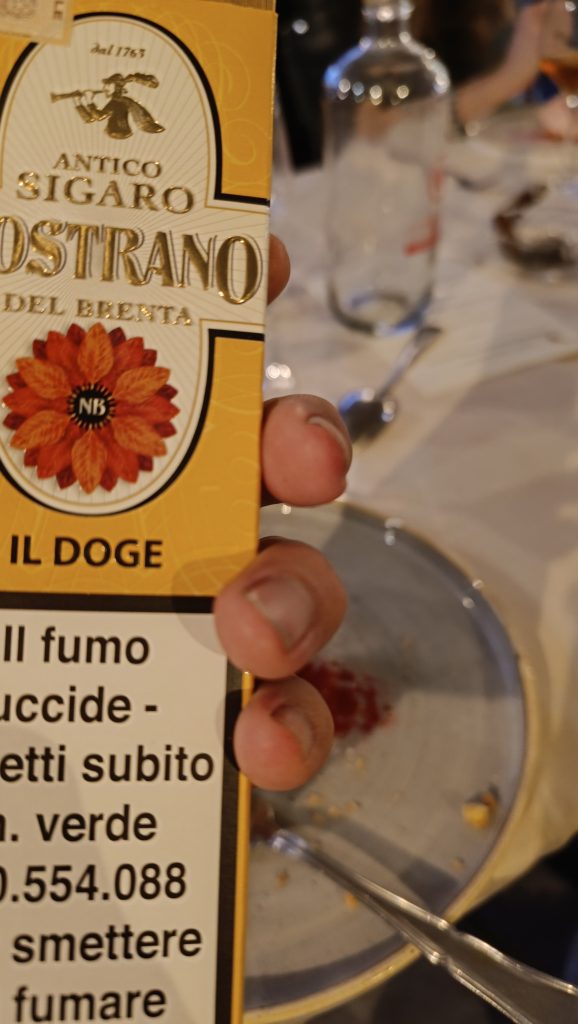 dal 1763
ANTICO
SIGARO
OSTRANO
DEL BRENTA
NB
IL DOGE
Il fumo
uccide -
etti subito
n. verde
0.554.088
smettere
fumare